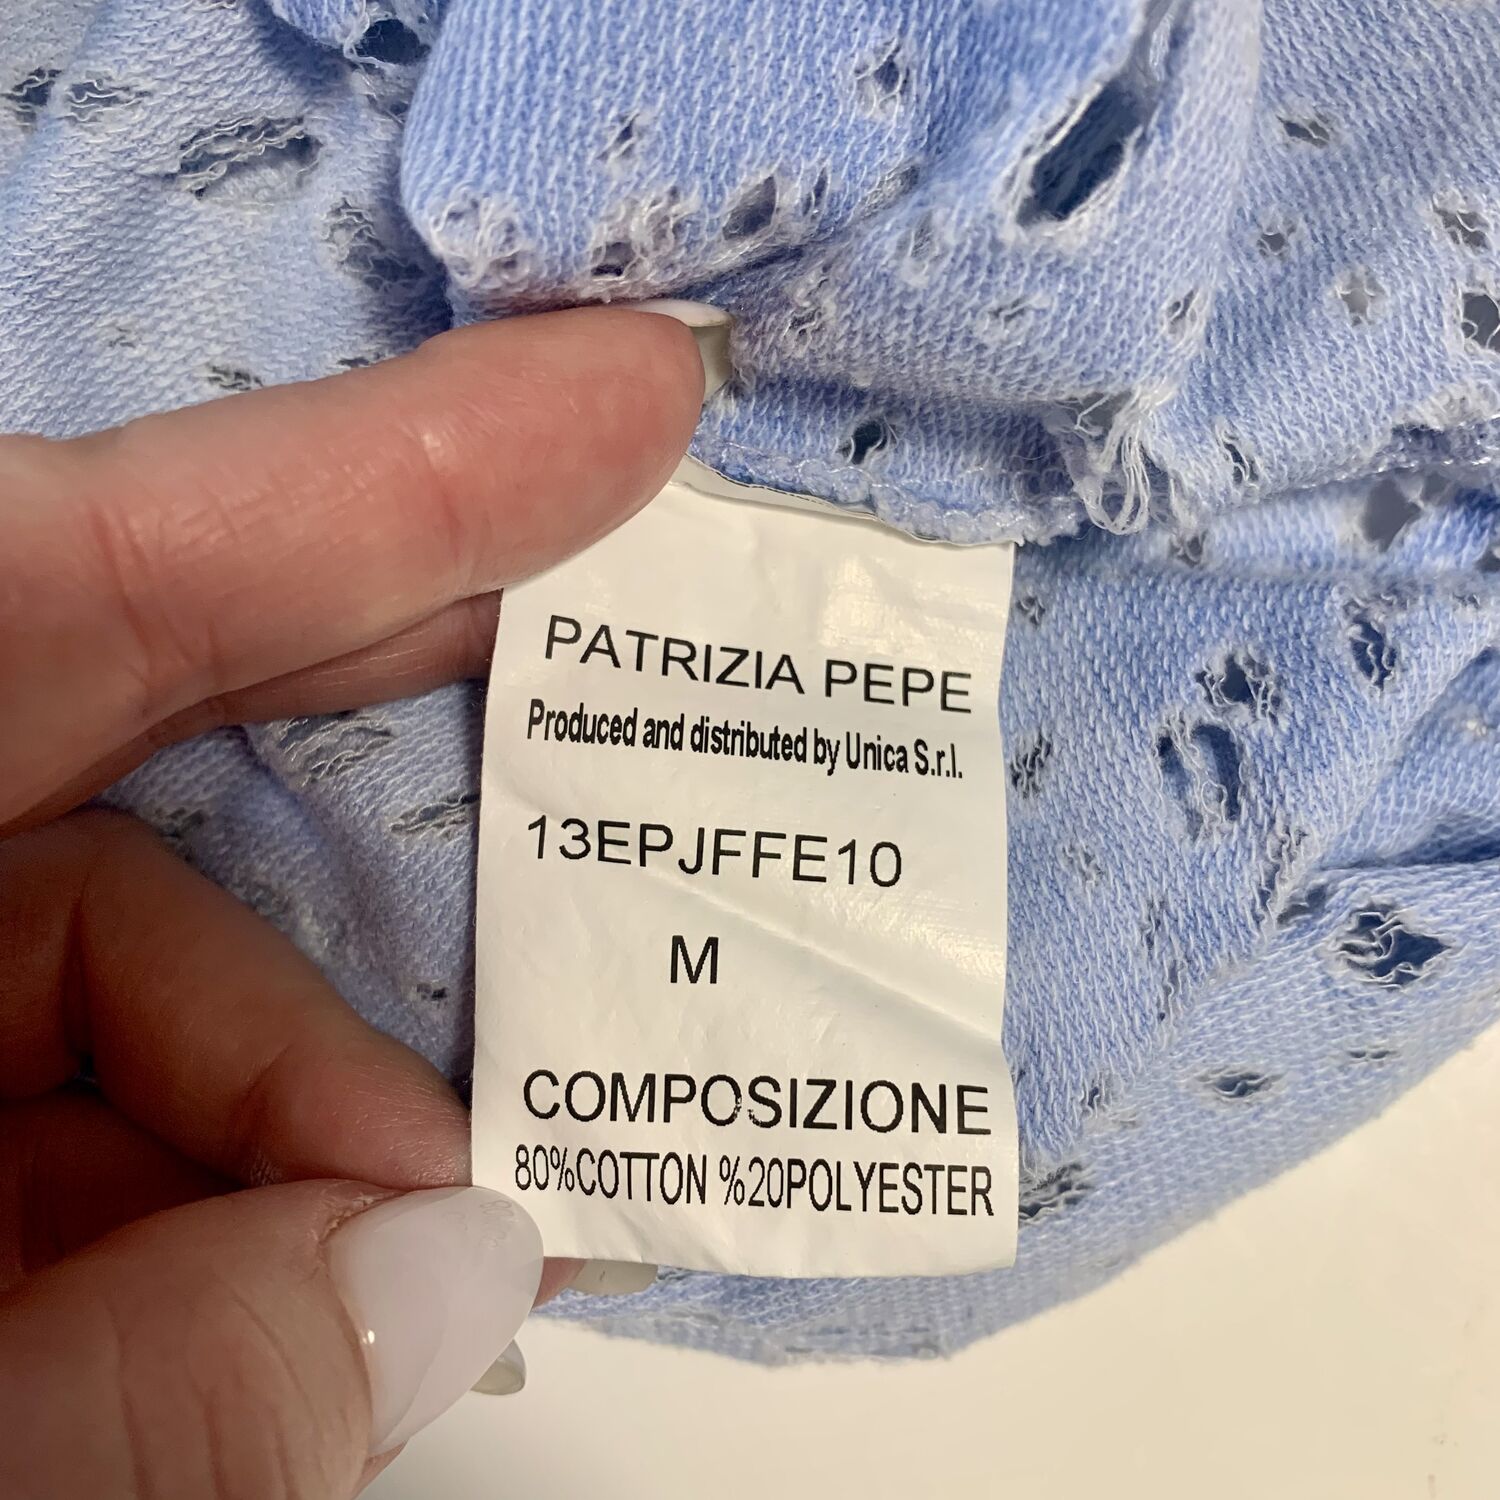 PATRIZIA PEPE
Produced and distributed by Unica S.r.l.
13EPJFFE10
M
COMPOSIZIONE
80%COTTON %20POLYESTER